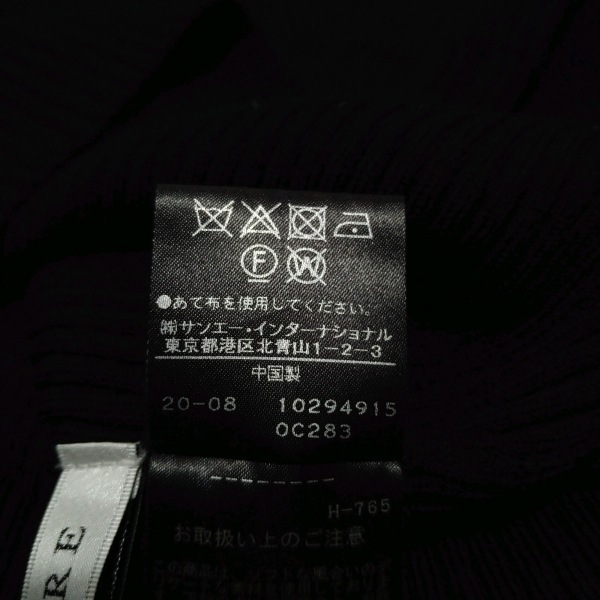 F W
●あて布を使用してください。
㈱サンエー・インターナショナル
東京都港区北青山1-2-3
中国製
20-08 10294915
0C283
H-765
お取扱い上のご注意
RE